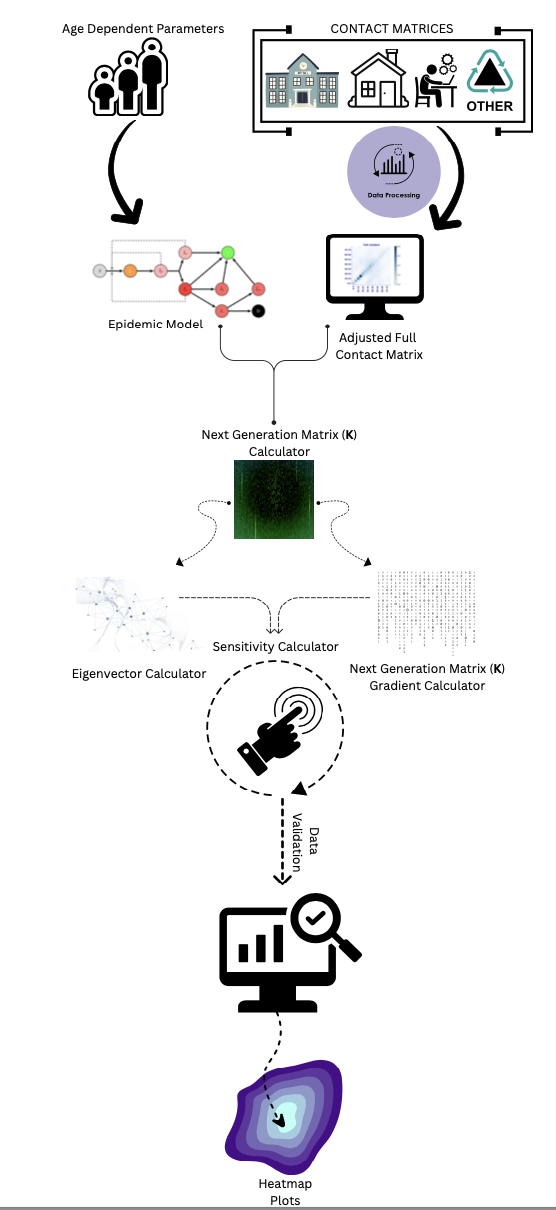 Age Dependent Parameters
CONTACT MATRICES
OTHER
Data Processing
Epidemic Model
Adjusted Full
Contact Matrix
Next Generation Matrix (K)
Calculator
Sensitivity Calculator
Eigenvector Calculator
Next Generation Matrix (K)
Gradient Calculator
Data
Validation
Heatmap
Plots